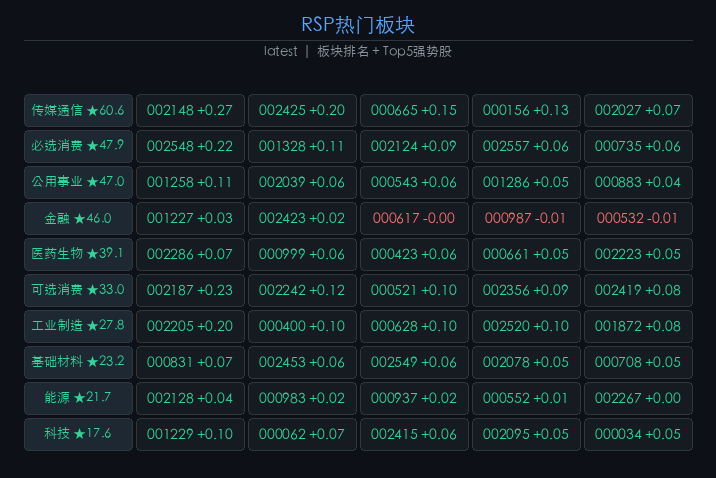 RSP热门板块
latest | 板块排名+Top5强势股
传媒通信 ★60.6 002148 +0.27 002425 +0.20 000665 +0.15 000156 +0.13 002027 +0.07
必选消费 ★47.9 002548 +0.22 001328 +0.11 002124 +0.09 002557 +0.06 000735 +0.06
公用事业 ★47.0 001258 +0.11 002039 +0.06 000543 +0.06 001286 +0.05 000883 +0.04
金融 ★46.0 001227 +0.03 002423 +0.02 000617 -0.00 000987 -0.01 000532 -0.01
医药生物 ★39.1 002286 +0.07 000999 +0.06 000423 +0.06 000661 +0.05 002223 +0.05
可选消费 ★33.0 002187 +0.23 002242 +0.12 000521 +0.10 002356 +0.09 002419 +0.08
工业制造 ★27.8 002205 +0.20 000400 +0.10 000628 +0.10 002520 +0.10 001872 +0.08
基础材料 ★23.2 000831 +0.07 002453 +0.06 002549 +0.06 002078 +0.05 000708 +0.05
能源 ★21.7 002128 +0.04 000983 +0.02 000937 +0.02 000552 +0.01 002267 +0.00
科技 ★17.6 001229 +0.10 000062 +0.07 002415 +0.06 002095 +0.05 000034 +0.05